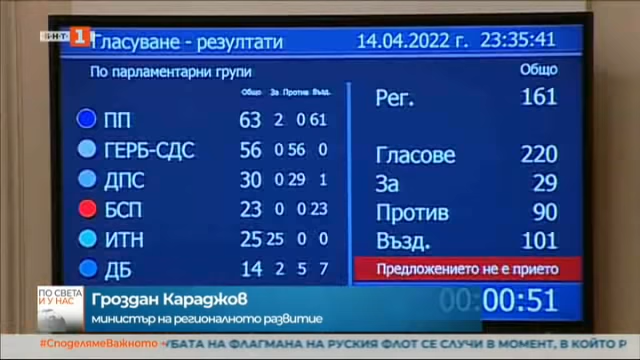 БНТ 1
Гласуване - резултати 14.04.2022 г. 23:35:41
По парламентарни групи Общо
Общо За Против Възд.
ПП 63 2 0 61
ГЕРБ-СДС 56 0 56 0
ДПС 30 0 29 1
БСП 23 0 0 23
ИТН 25 25 0 0
ДБ 14 2 5 7
Рег. 161
Гласове 220
За 29
Против 90
Възд. 101
Предложението не е прието
00:00:51
ПО СВЕТА
И У НАС
Гроздан Караджов
министър на регионалното развитие
#СподелямеВажното УБАТА НА ФЛАГМАНА НА РУСКИЯ ФЛОТ СЕ СЛУЧИ В МОМЕНТ, В КОЙТО Р